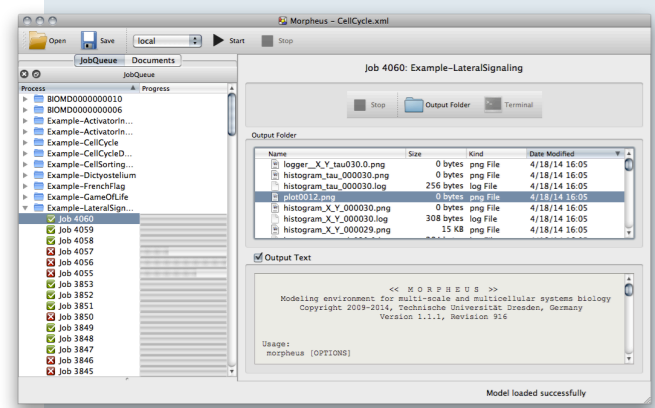 Morpheus - CellCycle.xml
Open Save local Start Stop
JobQueue Documents
JobQueue
Process Progress
BIOMD0000000010
BIOMD0000000006
Example-ActivatorIn...
Example-ActivatorIn...
Example-CellCycle
Example-CellCycleD...
Example-CellSorting...
Example-Dictyostelium
Example-FrenchFlag
Example-GameOfLife
Example-LateralSign...
Job 4060
Job 4059
Job 4058
Job 4057
Job 4056
Job 4055
Job 3853
Job 3852
Job 3851
Job 3850
Job 3849
Job 3848
Job 3847
Job 3846
Job 3845
Job 4060: Example-LateralSignaling
Stop Output Folder Terminal
Output Folder
Name Size Kind Date Modified
logger__X_Y_tau030.0.png 0 bytes png File 4/18/14 16:05
histogram_tau_000030.png 0 bytes png File 4/18/14 16:05
histogram_tau_000030.log 256 bytes log File 4/18/14 16:05
plot0012.png 0 bytes png File 4/18/14 16:05
histogram_X_Y_000030.png 0 bytes png File 4/18/14 16:05
histogram_X_Y_000030.log 308 bytes log File 4/18/14 16:05
histogram_X_Y_000029.png 15 KB png File 4/18/14 16:05
Output Text
<< M O R P H E U S >>
Modeling environment for multi-scale and multicellular systems biology
Copyright 2009-2014, Technische Universität Dresden, Germany
Version 1.1.1, Revision 916
Usage:
morpheus [OPTIONS]
Model loaded successfully